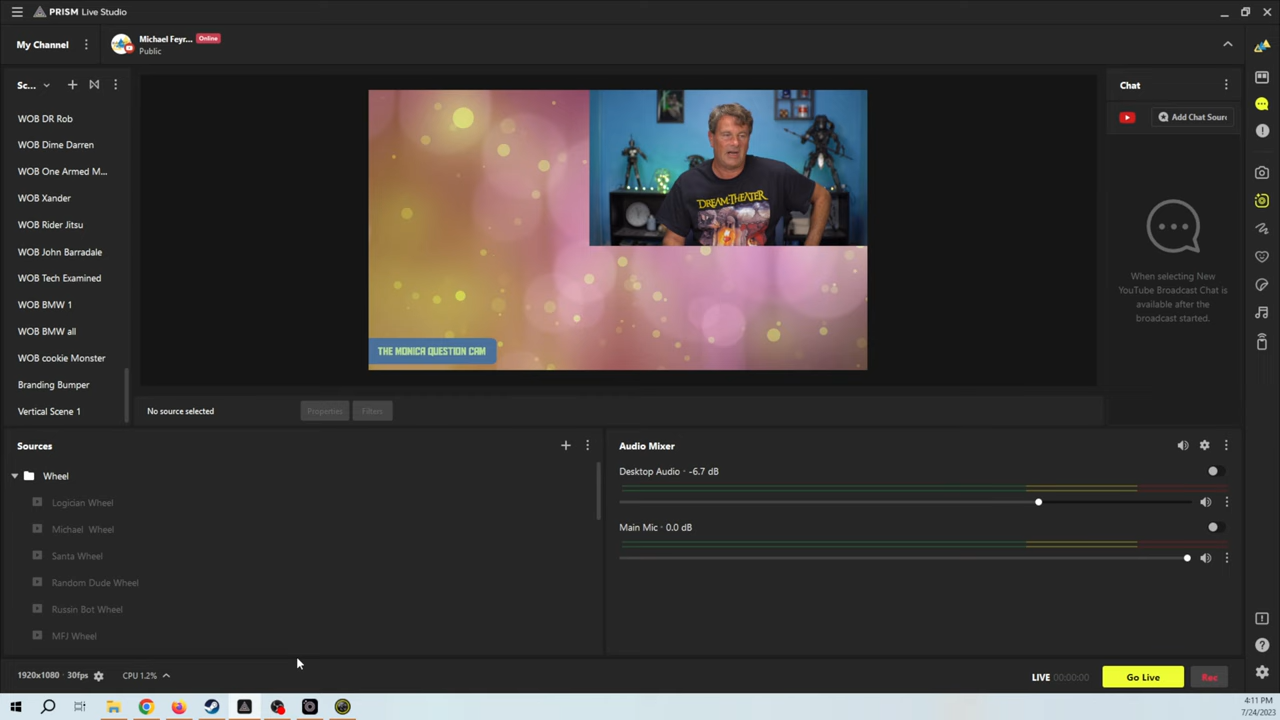 PRISM Live Studio
My Channel
Michael Feyr...
Online
Public
Sc...
WOB DR Rob
WOB Dime Darren
WOB One Armed M...
WOB Xander
WOB Rider Jitsu
WOB John Barradale
WOB Tech Examined
WOB BMW 1
WOB BMW all
WOB cookie Monster
Branding Bumper
Vertical Scene 1
DREAM THEATER
THE MONICA QUESTION CAM
No source selected
Properties
Filters
Chat
Add Chat Sour
When selecting New
YouTube Broadcast Chat is
available after the
broadcast started.
Sources
Wheel
Logician Wheel
Michael Wheel
Santa Wheel
Random Dude Wheel
Russin Bot Wheel
MFJ Wheel
Audio Mixer
Desktop Audio · -6.7 dB
Main Mic · 0.0 dB
1920x1080 · 30fps
CPU 1.2%
LIVE 00:00:00
Go Live
Rec
4:11 PM
7/24/2023